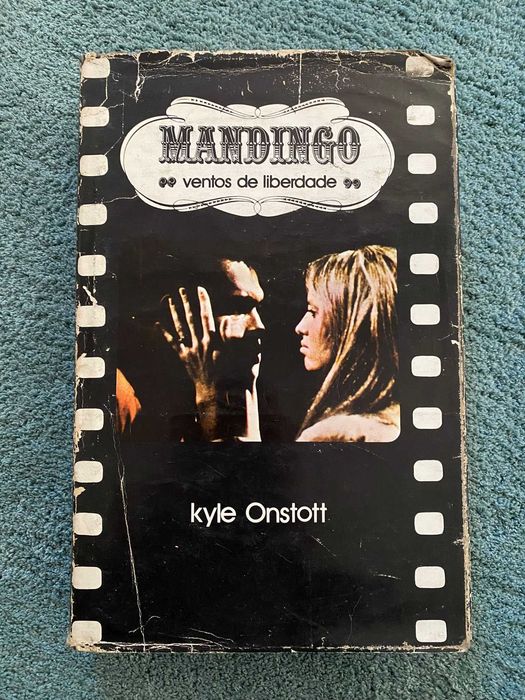 MANDINGO
ventos de liberdade
kyle Onstott